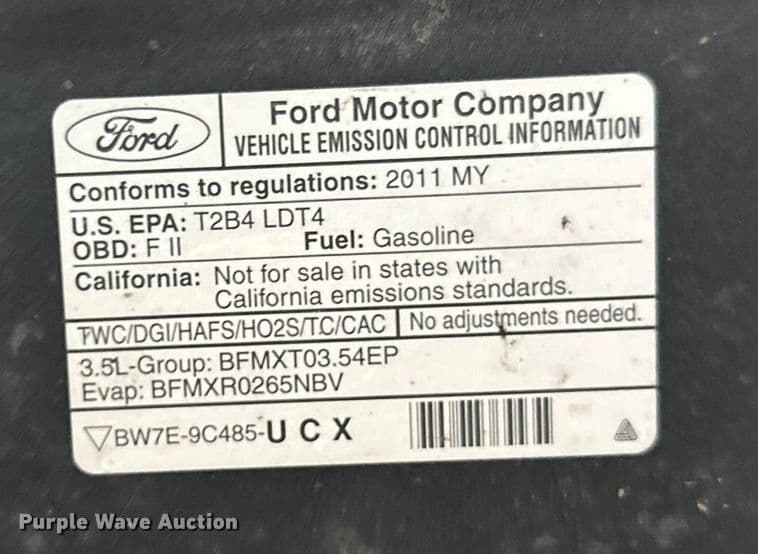 Ford
Ford Motor Company
VEHICLE EMISSION CONTROL INFORMATION
Conforms to regulations: 2011 MY
U.S. EPA: T2B4 LDT4
OBD: F II Fuel: Gasoline
California: Not for sale in states with
California emissions standards.
TWC/DGI/HAFS/HO2S/TC/CAC No adjustments needed.
3.5L-Group: BFMXT03.54EP
Evap: BFMXR0265NBV
BW7E-9C485-U C X
Purple Wave Auction